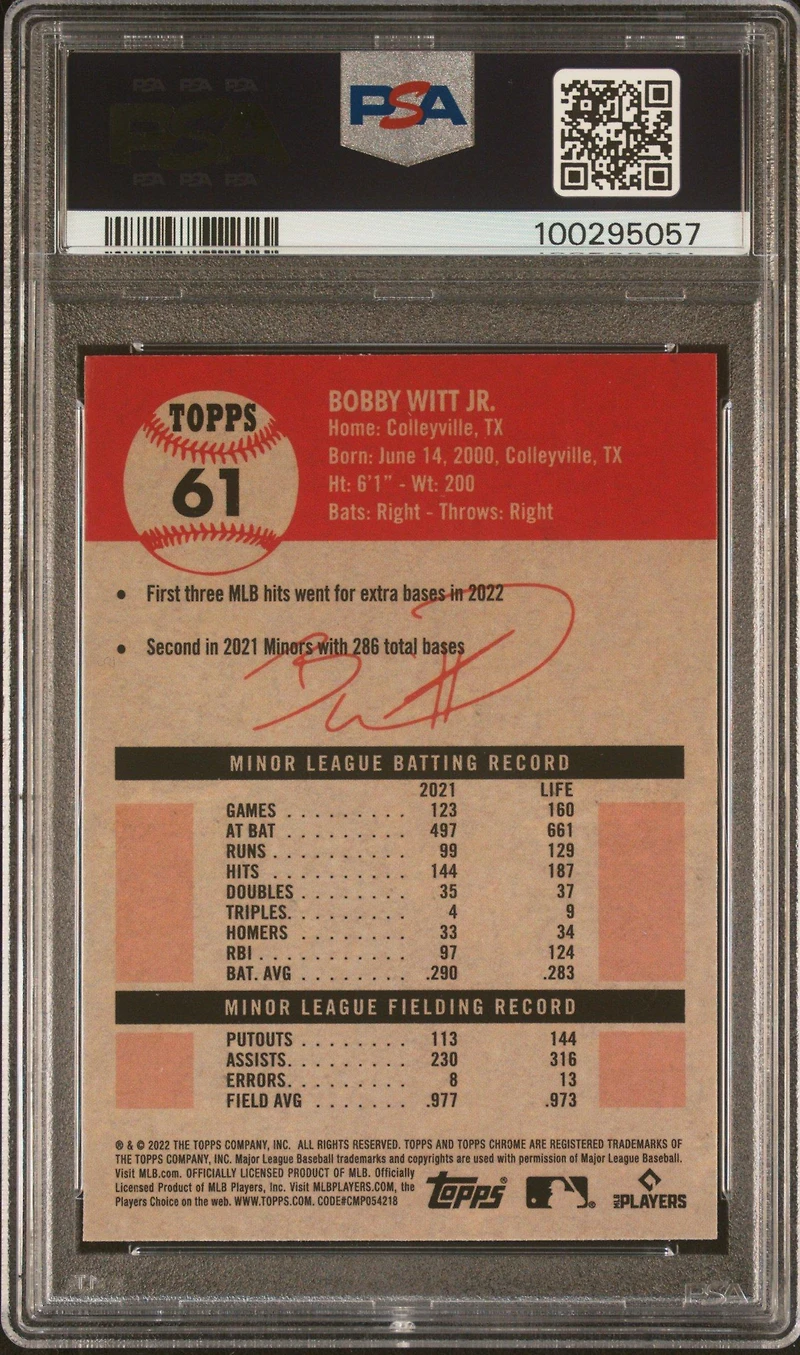 PSA PSA PSA
PSA
PSA PSA PSA
PSA
100295057
TOPPS
61
BOBBY WITT JR.
Home: Colleyville, TX
Born: June 14, 2000, Colleyville, TX
Ht: 6'1" - Wt: 200
Bats: Right - Throws: Right
• First three MLB hits went for extra bases in 2022
• Second in 2021 Minors with 286 total bases
MINOR LEAGUE BATTING RECORD
2021 LIFE
GAMES . . . . . . . . . 123 160
AT BAT . . . . . . . . . 497 661
RUNS . . . . . . . . . . 99 129
HITS . . . . . . . . . . 144 187
DOUBLES . . . . . . . . 35 37
TRIPLES. . . . . . . . . 4 9
HOMERS . . . . . . . . 33 34
RBI . . . . . . . . . . . 97 124
BAT. AVG . . . . . . . . .290 .283
MINOR LEAGUE FIELDING RECORD
PUTOUTS . . . . . . . . 113 144
ASSISTS. . . . . . . . . 230 316
ERRORS. . . . . . . . . 8 13
FIELD AVG . . . . . . . .977 .973
® & © 2022 THE TOPPS COMPANY, INC. ALL RIGHTS RESERVED. TOPPS AND TOPPS CHROME ARE REGISTERED TRADEMARKS OF
THE TOPPS COMPANY, INC. Major League Baseball trademarks and copyrights are used with permission of Major League Baseball.
Visit MLB.com. OFFICIALLY LICENSED PRODUCT OF MLB. Officially
Licensed Product of MLB Players, Inc. Visit MLBPLAYERS.COM, the
Players Choice on the web. WWW.TOPPS.COM. CODE#CMP054218
Topps®
PLAYERS
PSA